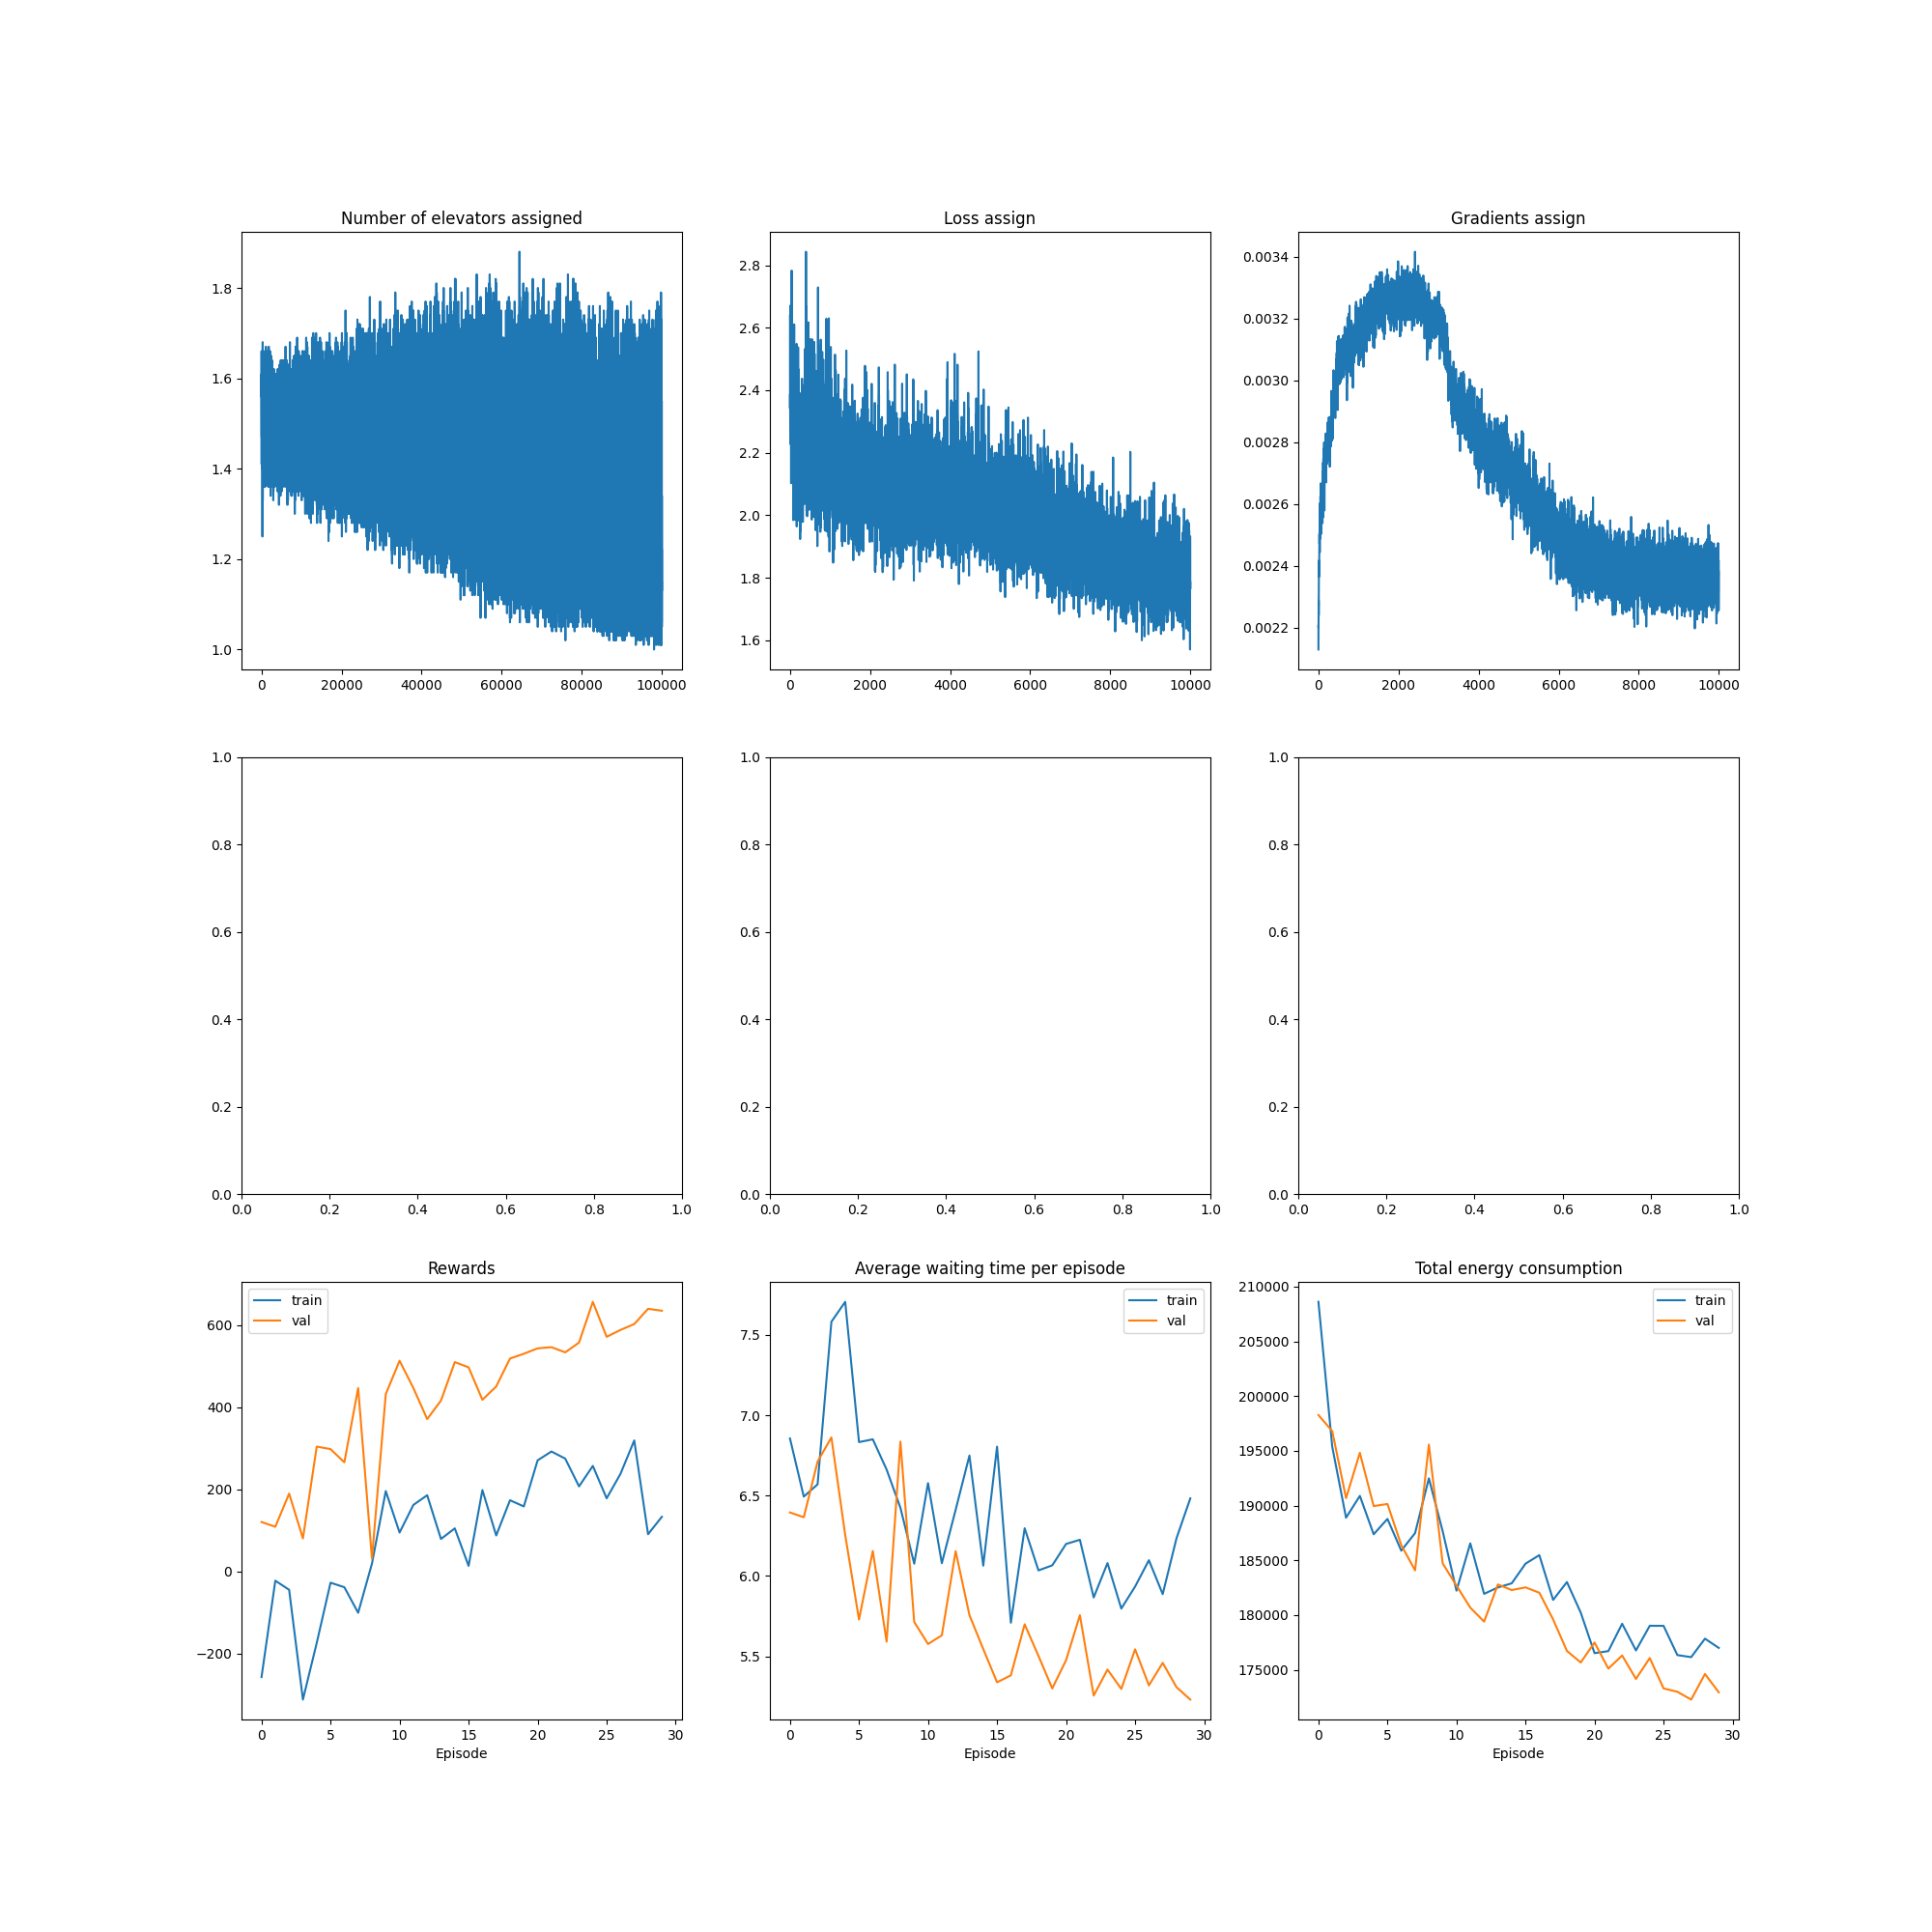 Number of elevators assigned
1.8
1.6
1.4
1.2
1.0
0 20000 40000 60000 80000 100000
Loss assign
2.8
2.6
2.4
2.2
2.0
1.8
1.6
0 2000 4000 6000 8000 10000
Gradients assign
0.0034
0.0032
0.0030
0.0028
0.0026
0.0024
0.0022
0 2000 4000 6000 8000 10000
1.0
0.8
0.6
0.4
0.2
0.0
0.0 0.2 0.4 0.6 0.8 1.0
1.0
0.8
0.6
0.4
0.2
0.0
0.0 0.2 0.4 0.6 0.8 1.0
1.0
0.8
0.6
0.4
0.2
0.0
0.0 0.2 0.4 0.6 0.8 1.0
Rewards
train
val
600
400
200
0
−200
0 5 10 15 20 25 30
Episode
Average waiting time per episode
train
val
7.5
7.0
6.5
6.0
5.5
0 5 10 15 20 25 30
Episode
Total energy consumption
train
val
210000
205000
200000
195000
190000
185000
180000
175000
0 5 10 15 20 25 30
Episode